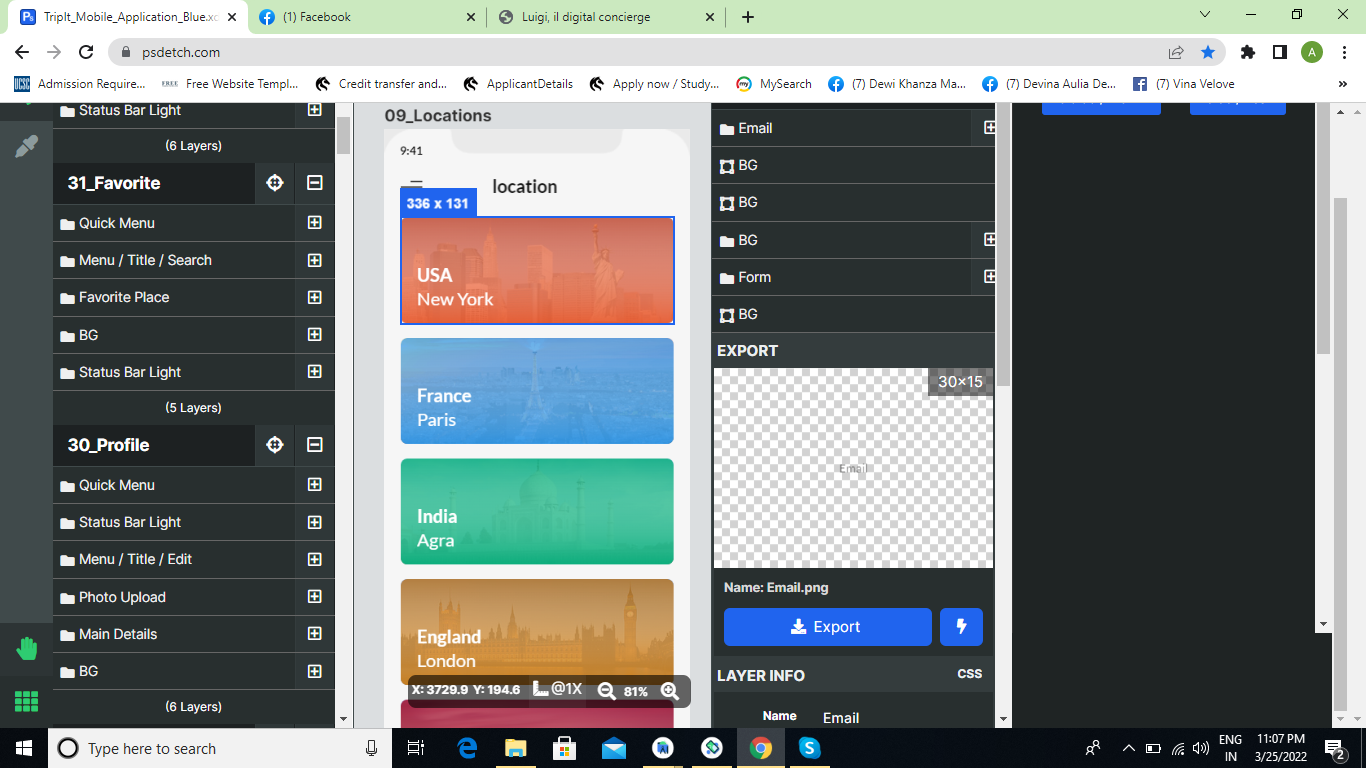 TripIt_Mobile_Application_Blue.xc
(1) Facebook
Luigi, il digital concierge
psdetch.com
A
UCSC
Admission Require...
FREE
Free Website Templ...
Credit transfer and...
ApplicantDetails
Apply now / Study...
my
MySearch
(7) Dewi Khanza Ma...
(7) Devina Aulia De...
(7) Vina Velove
»
Status Bar Light
(6 Layers)
31_Favorite
Quick Menu
Menu / Title / Search
Favorite Place
BG
Status Bar Light
(5 Layers)
30_Profile
Quick Menu
Status Bar Light
Menu / Title / Edit
Photo Upload
Main Details
BG
(6 Layers)
09_Locations
9:41
location
336 x 131
USA
New York
France
Paris
India
Agra
England
London
X: 3729.9 Y: 194.6 @1X 81%
Email
BG
BG
BG
Form
BG
EXPORT
30×15
Email
Name: Email.png
Export
LAYER INFO CSS
Name Email
Type here to search
ENG
IN
11:07 PM
3/25/2022
2